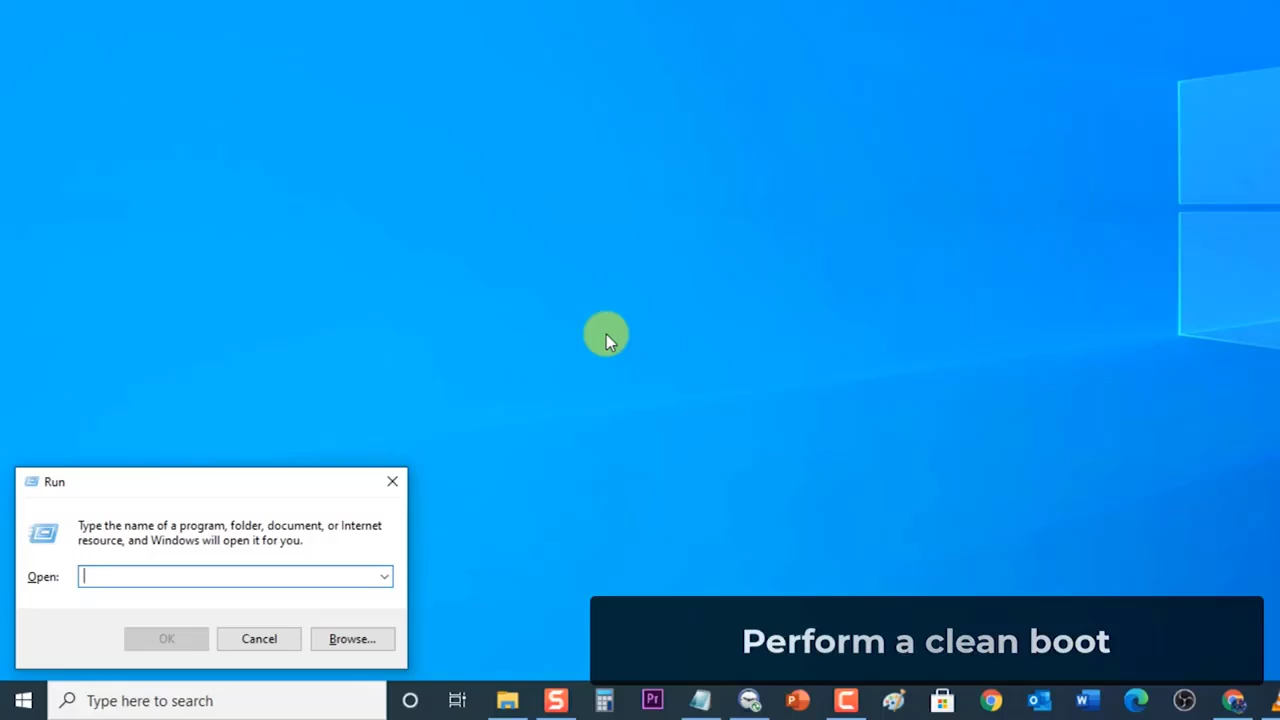 Run
Type the name of a program, folder, document, or Internet
resource, and Windows will open it for you.
Open:
OK
Cancel
Browse...
Perform a clean boot
Type here to search
S
Pr
P
C
W